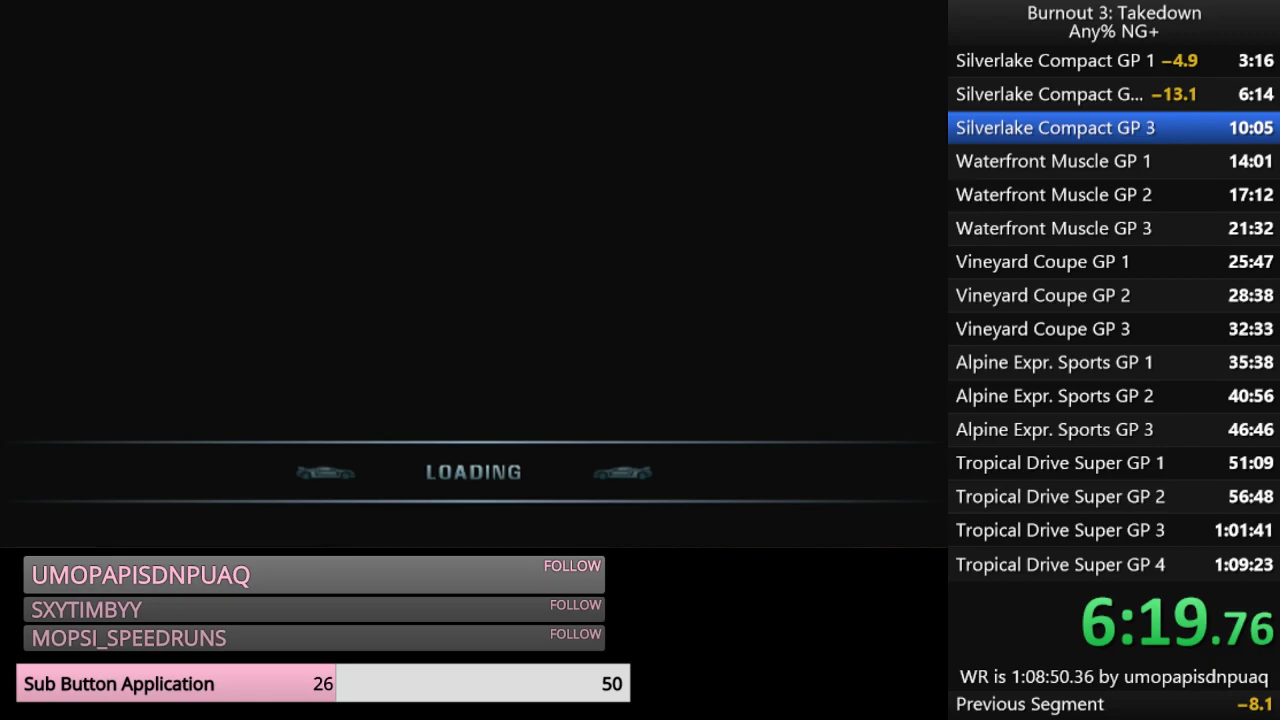 Burnout 3: Takedown
Any% NG+
Silverlake Compact GP 1 −4.9 3:16
Silverlake Compact G... −13.1 6:14
Silverlake Compact GP 3 10:05
Waterfront Muscle GP 1 14:01
Waterfront Muscle GP 2 17:12
Waterfront Muscle GP 3 21:32
Vineyard Coupe GP 1 25:47
Vineyard Coupe GP 2 28:38
Vineyard Coupe GP 3 32:33
Alpine Expr. Sports GP 1 35:38
Alpine Expr. Sports GP 2 40:56
Alpine Expr. Sports GP 3 46:46
Tropical Drive Super GP 1 51:09
Tropical Drive Super GP 2 56:48
Tropical Drive Super GP 3 1:01:41
Tropical Drive Super GP 4 1:09:23
6:19.76
WR is 1:08:50.36 by umopapisdnpuaq
Previous Segment −8.1
LOADING
UMOPAPISDNPUAQ FOLLOW
SXYTIMBYY FOLLOW
MOPSI_SPEEDRUNS FOLLOW
Sub Button Application 26 50